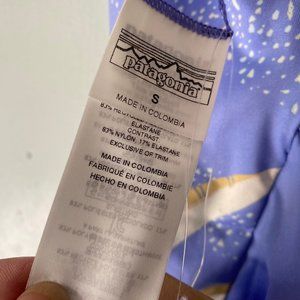 patagonia
S
MADE IN COLOMBIA
ELASTANE
CONTRAST
83% NYLON, 17% ELASTANE
EXCLUSIVE OF TRIM
MADE IN COLOMBIA
FABRIQUÉ EN COLOMBIE
HECHO EN COLOMBIE